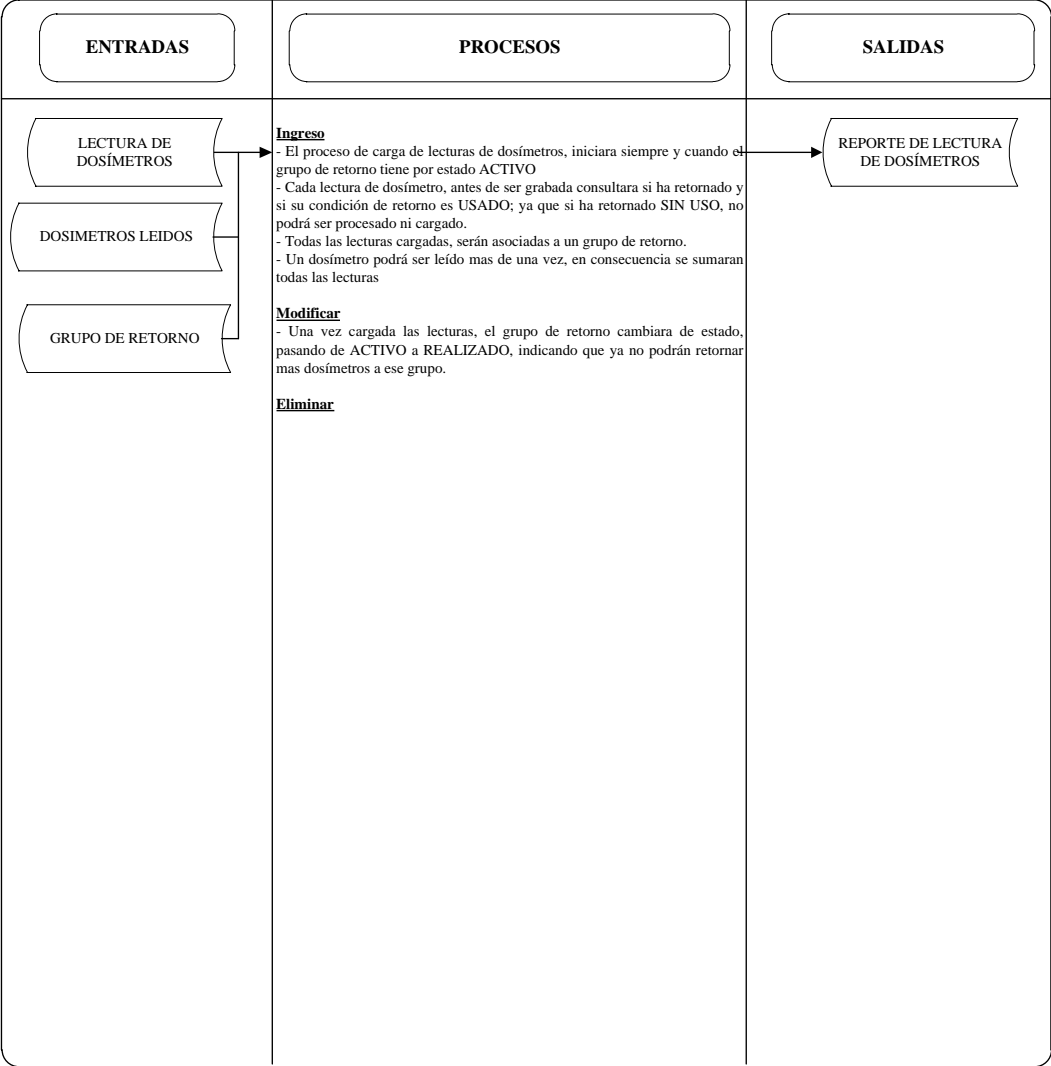 ENTRADAS
PROCESOS
SALIDAS
LECTURA DE
DOSÍMETROS
DOSIMETROS LEIDOS
GRUPO DE RETORNO
Ingreso
- El proceso de carga de lecturas de dosímetros, iniciara siempre y cuando el
grupo de retorno tiene por estado ACTIVO
- Cada lectura de dosímetro, antes de ser grabada consultara si ha retornado y
si su condición de retorno es USADO; ya que si ha retornado SIN USO, no
podrá ser procesado ni cargado.
- Todas las lecturas cargadas, serán asociadas a un grupo de retorno.
- Un dosímetro podrá ser leído mas de una vez, en consecuencia se sumaran
todas las lecturas
Modificar
- Una vez cargada las lecturas, el grupo de retorno cambiara de estado,
pasando de ACTIVO a REALIZADO, indicando que ya no podrán retornar
mas dosímetros a ese grupo.
Eliminar
REPORTE DE LECTURA
DE DOSÍMETROS